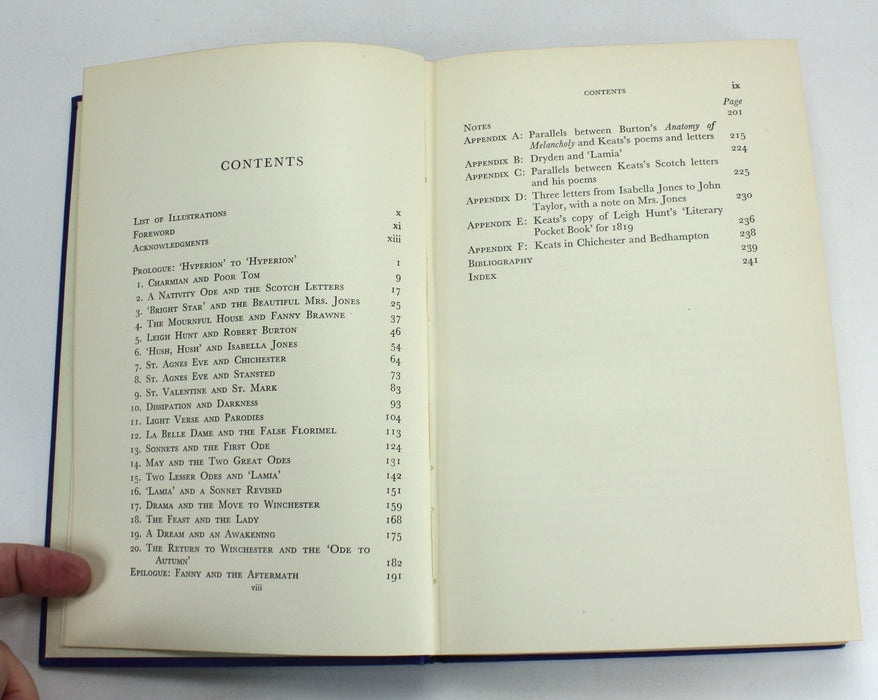 CONTENTS
LIST OF ILLUSTRATIONS x
FOREWORD xi
ACKNOWLEDGMENTS xiii
PROLOGUE: 'HYPERION' TO 'HYPERION' 1
1. CHARMIAN AND POOR TOM 9
2. A NATIVITY ODE AND THE SCOTCH LETTERS 17
3. 'BRIGHT STAR' AND THE BEAUTIFUL MRS. JONES 25
4. THE MOURNFUL HOUSE AND FANNY BRAWNE 37
5. LEIGH HUNT AND ROBERT BURTON 46
6. 'HUSH, HUSH' AND ISABELLA JONES 54
7. ST. AGNES EVE AND CHICHESTER 64
8. ST. AGNES EVE AND STANSTED 73
9. ST. VALENTINE AND ST. MARK 83
10. DISSIPATION AND DARKNESS 93
11. LIGHT VERSE AND PARODIES 104
12. LA BELLE DAME AND THE FALSE FLORIMEL 113
13. SONNETS AND THE FIRST ODE 124
14. MAY AND THE TWO GREAT ODES 131
15. TWO LESSER ODES AND 'LAMIA' 142
16. 'LAMIA' AND A SONNET REVISED 151
17. DRAMA AND THE MOVE TO WINCHESTER 159
18. THE FEAST AND THE LADY 168
19. A DREAM AND AN AWAKENING 175
20. THE RETURN TO WINCHESTER AND THE 'ODE TO
AUTUMN' 182
EPILOGUE: FANNY AND THE AFTERMATH 191
viii
CONTENTS ix
Page
NOTES 201
APPENDIX A: Parallels between Burton's Anatomy of
Melancholy and Keats's poems and letters 215
APPENDIX B: Dryden and 'Lamia' 224
APPENDIX C: Parallels between Keats's Scotch letters
and his poems 225
APPENDIX D: Three letters from Isabella Jones to John
Taylor, with a note on Mrs. Jones 230
APPENDIX E: Keats's copy of Leigh Hunt's 'Literary
Pocket Book' for 1819 236
APPENDIX F: Keats in Chichester and Bedhampton 238
BIBLIOGRAPHY 239
INDEX 241